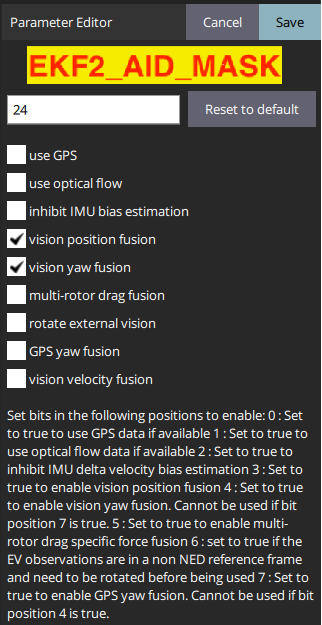 Parameter Editor Cancel Save
EKF2_AID_MASK
24 Reset to default
use GPS
use optical flow
inhibit IMU bias estimation
vision position fusion
vision yaw fusion
multi-rotor drag fusion
rotate external vision
GPS yaw fusion
vision velocity fusion
Set bits in the following positions to enable: 0 : Set
to true to use GPS data if available 1 : Set to true to
use optical flow data if available 2 : Set to true to
inhibit IMU delta velocity bias estimation 3 : Set to
true to enable vision position fusion 4 : Set to true
to enable vision yaw fusion. Cannot be used if bit
position 7 is true. 5 : Set to true to enable multi-
rotor drag specific force fusion 6 : set to true if the
EV observations are in a non NED reference frame
and need to be rotated before being used 7 : Set to
true to enable GPS yaw fusion. Cannot be used if bit
position 4 is true.